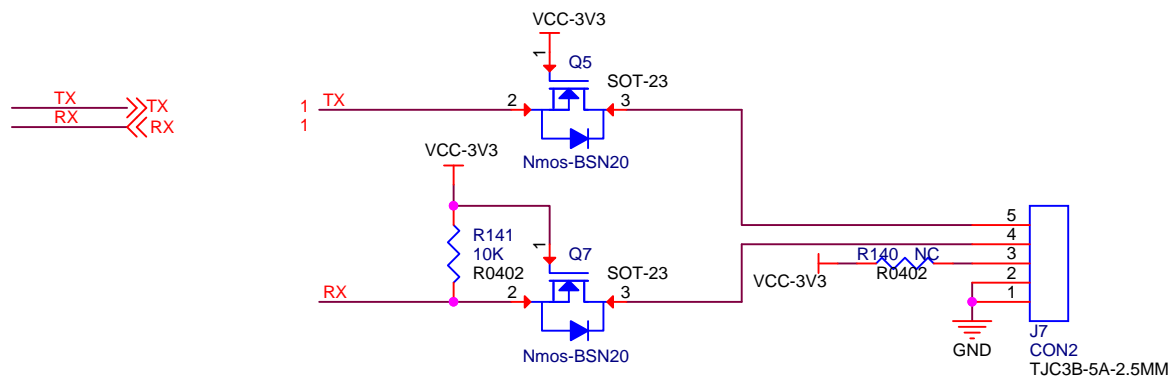 VCC-3V3
1
Q5
SOT-23
TX
TX
1
TX
2
3
RX
RX
1
VCC-3V3
Nmos-BSN20
R141
10K
R0402
1
Q7
SOT-23
5
4
R140
NC
3
VCC-3V3
R0402
2
RX
2
3
1
Nmos-BSN20
GND
J7
CON2
TJC3B-5A-2.5MM